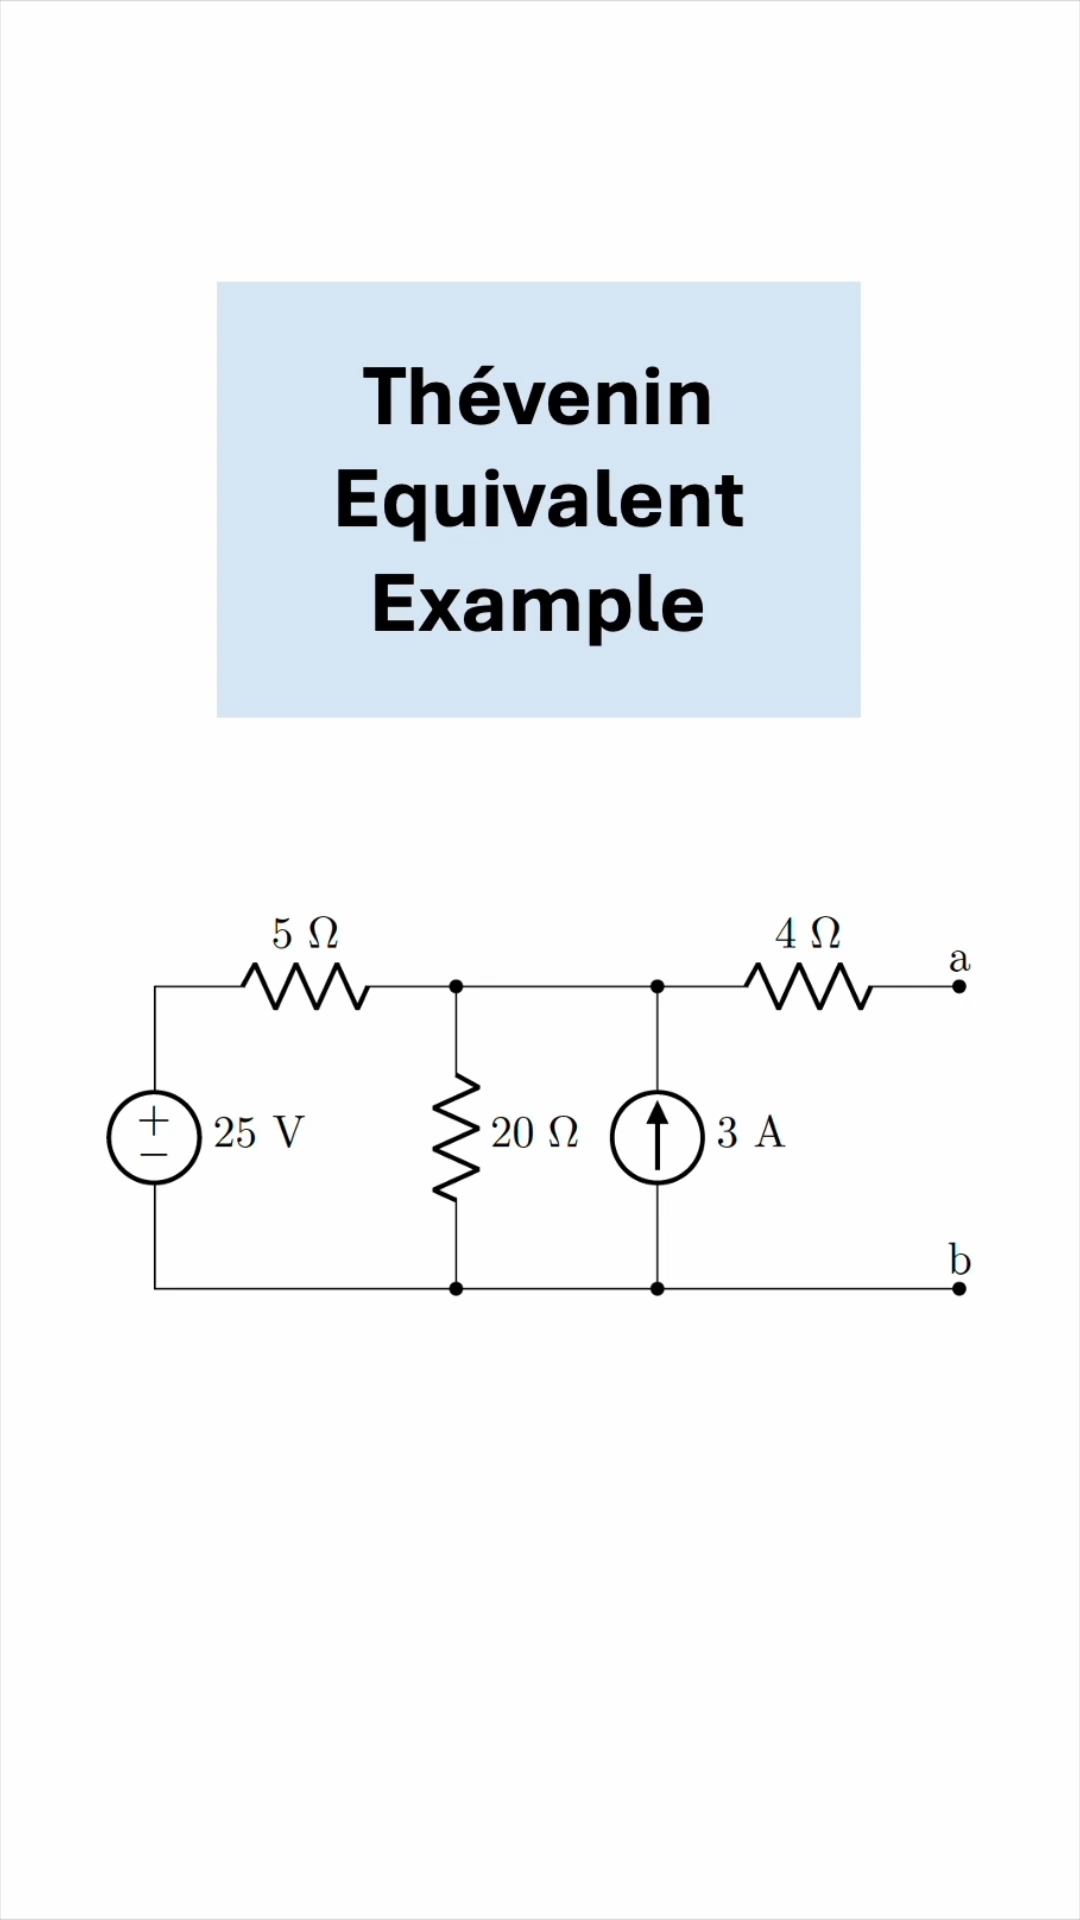 Thévenin
Equivalent
Example
5 Ω
4 Ω
a
+
−
25 V
20 Ω
3 A
b